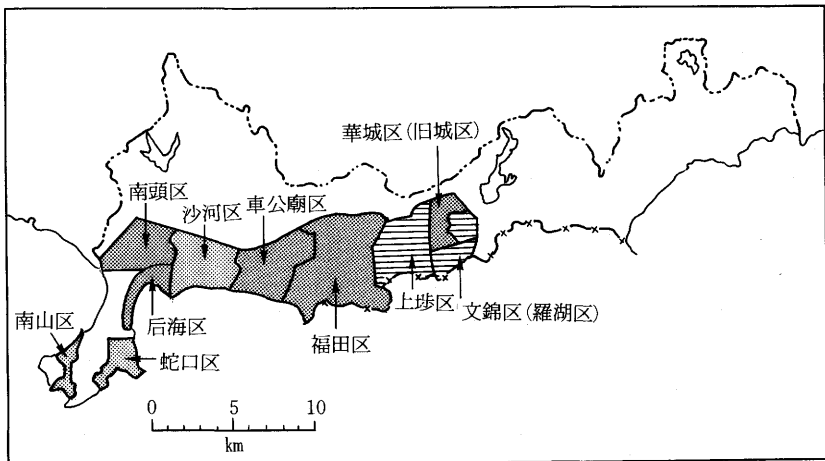 華城区(旧城区)
南頭区
沙河区
車公廟区
南山区
后海区
蛇口区
福田区
上埗区
文錦区(羅湖区)
0 5 10
km